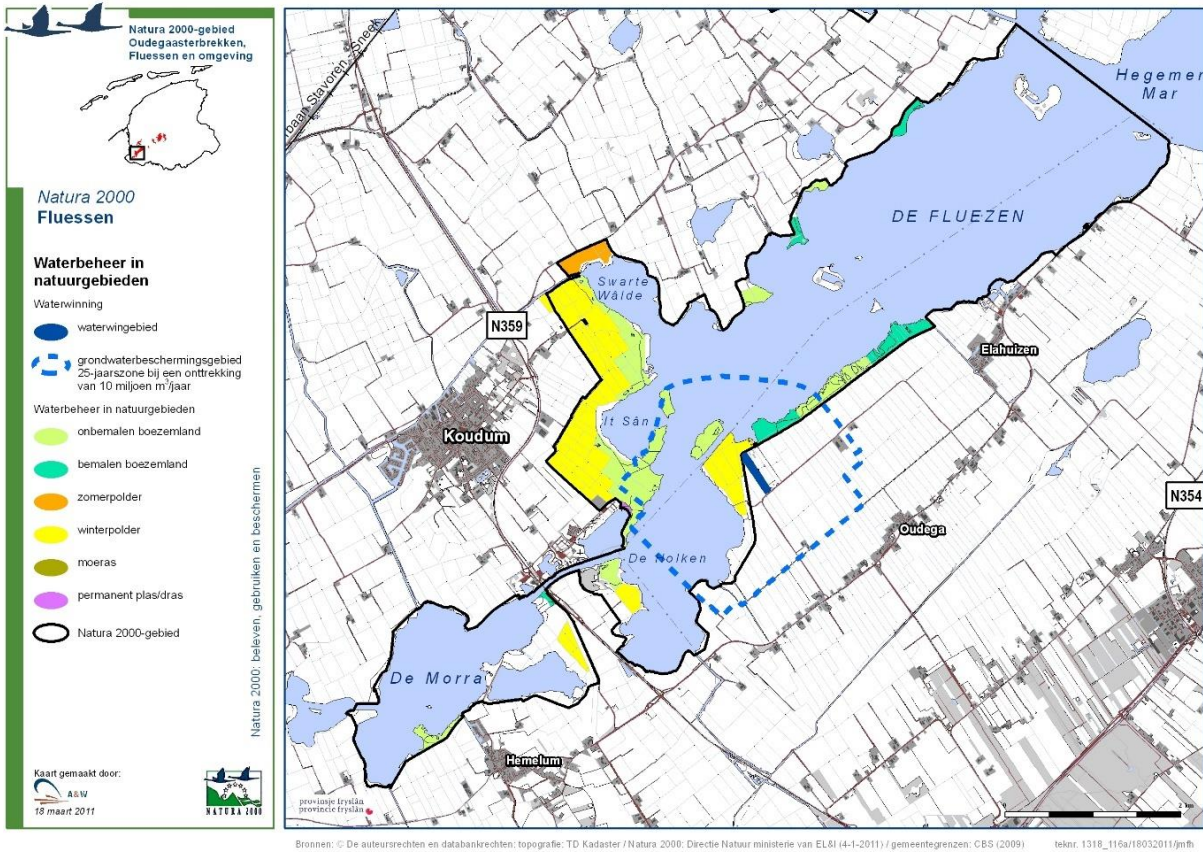 Natura 2000-gebied
Oudegaasterbrekken,
Fluessen en omgeving
Natura 2000
Fluessen
Waterbeheer in
natuurgebieden
Waterwinning
waterwingebied
grondwaterbeschermingsgebied
25-jaarszone bij een onttrekking
van 10 miljoen m³/jaar
Waterbeheer in natuurgebieden
onbemalen boezemland
bemalen boezemland
zomerpolder
winterpolder
moeras
permanent plas/dras
Natura 2000-gebied
Natura 2000: beleven, gebruiken en beschermen
Kaart gemaakt door:
A&W
18 maart 2011
NATURA 2000
baan Stavoren - Sneek
Hegemer
Mar
DE FLUEZEN
Swarte
Wâlde
N359
Elahuizen
It Sân
Koudum
N354
Oudega
De Holken
De Morra
Hemelum
provinsje fryslân
provincie fryslân
0
2 km
Bronnen: © De auteursrechten en databankrechten: topografie: TD Kadaster / Natura 2000: Directie Natuur ministerie van EL&I (4-1-2011) / gemeentegrenzen: CBS (2009)
teknr. 1318_116a/18032011/jmfh